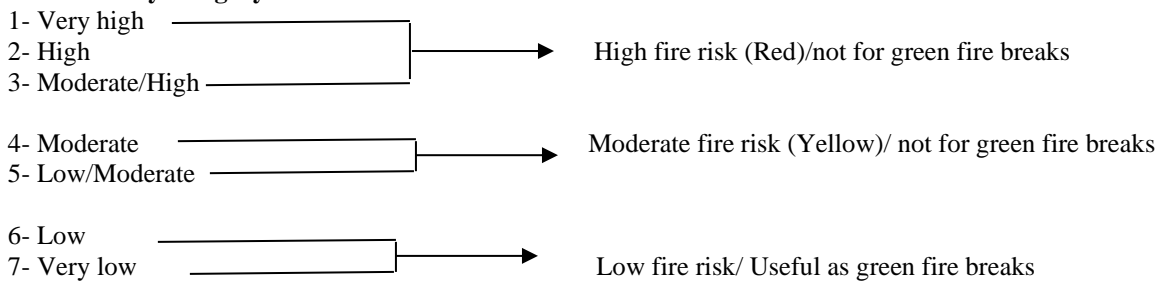 1- Very high
2- High
3- Moderate/High
High fire risk (Red)/not for green fire breaks
4- Moderate
5- Low/Moderate
Moderate fire risk (Yellow)/ not for green fire breaks
6- Low
7- Very low
Low fire risk/ Useful as green fire breaks